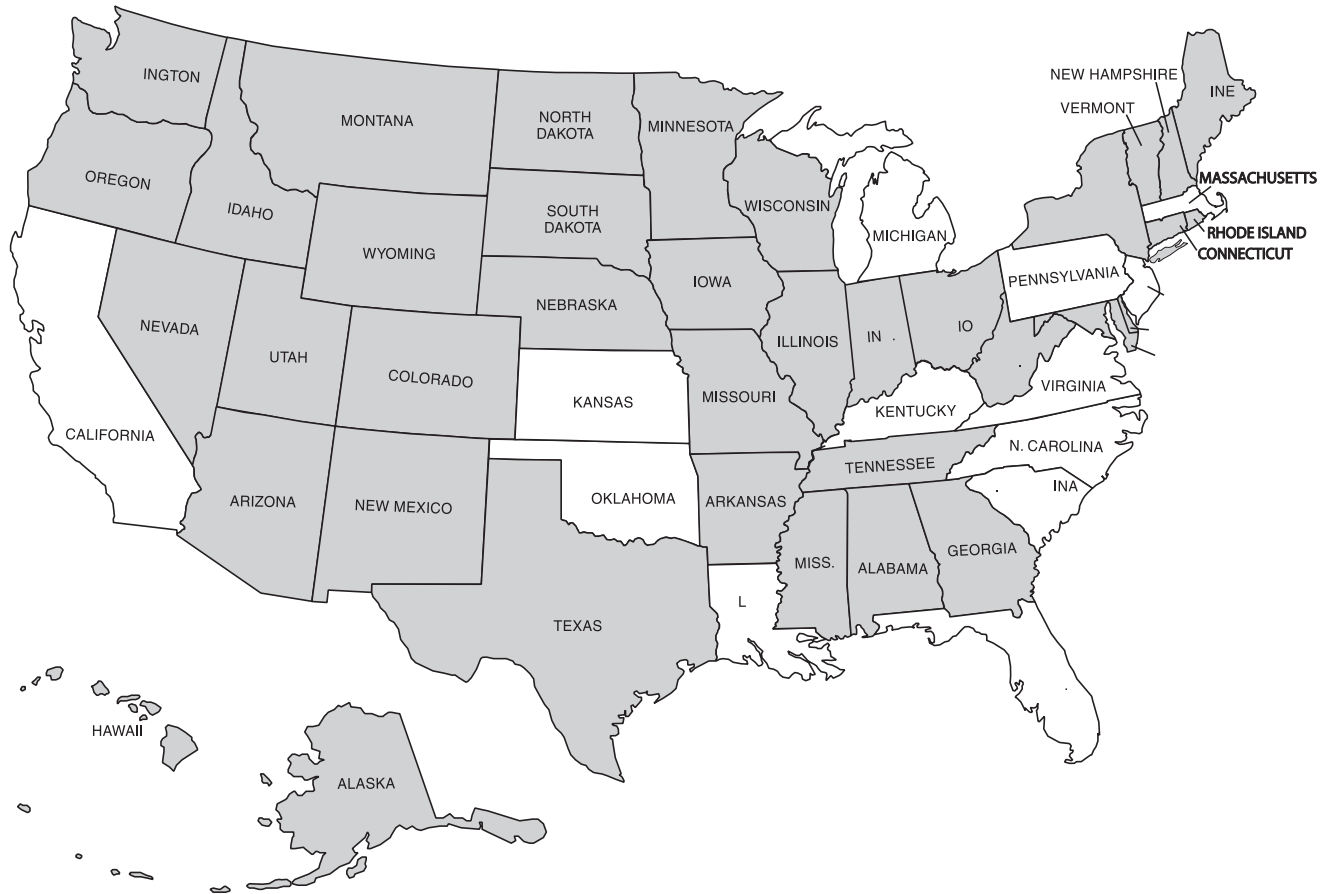 NEW HAMPSHIRE
VERMONT
INGTON
INE
MONTANA
NORTH
DAKOTA
MINNESOTA
OREGON
IDAHO
SOUTH
DAKOTA
WISCONSIN
MICHIGAN
MASSACHUSETTS
RHODE ISLAND
CONNECTICUT
WYOMING
IOWA
PENNSYLVANIA
NEBRASKA
NEVADA
UTAH
COLORADO
ILLINOIS
IN
IO
KANSAS
MISSOURI
KENTUCKY
VIRGINIA
CALIFORNIA
N. CAROLINA
TENNESSEE
INA
ARIZONA
NEW MEXICO
OKLAHOMA
ARKANSAS
MISS.
ALABAMA
GEORGIA
L
TEXAS
HAWAII
ALASKA